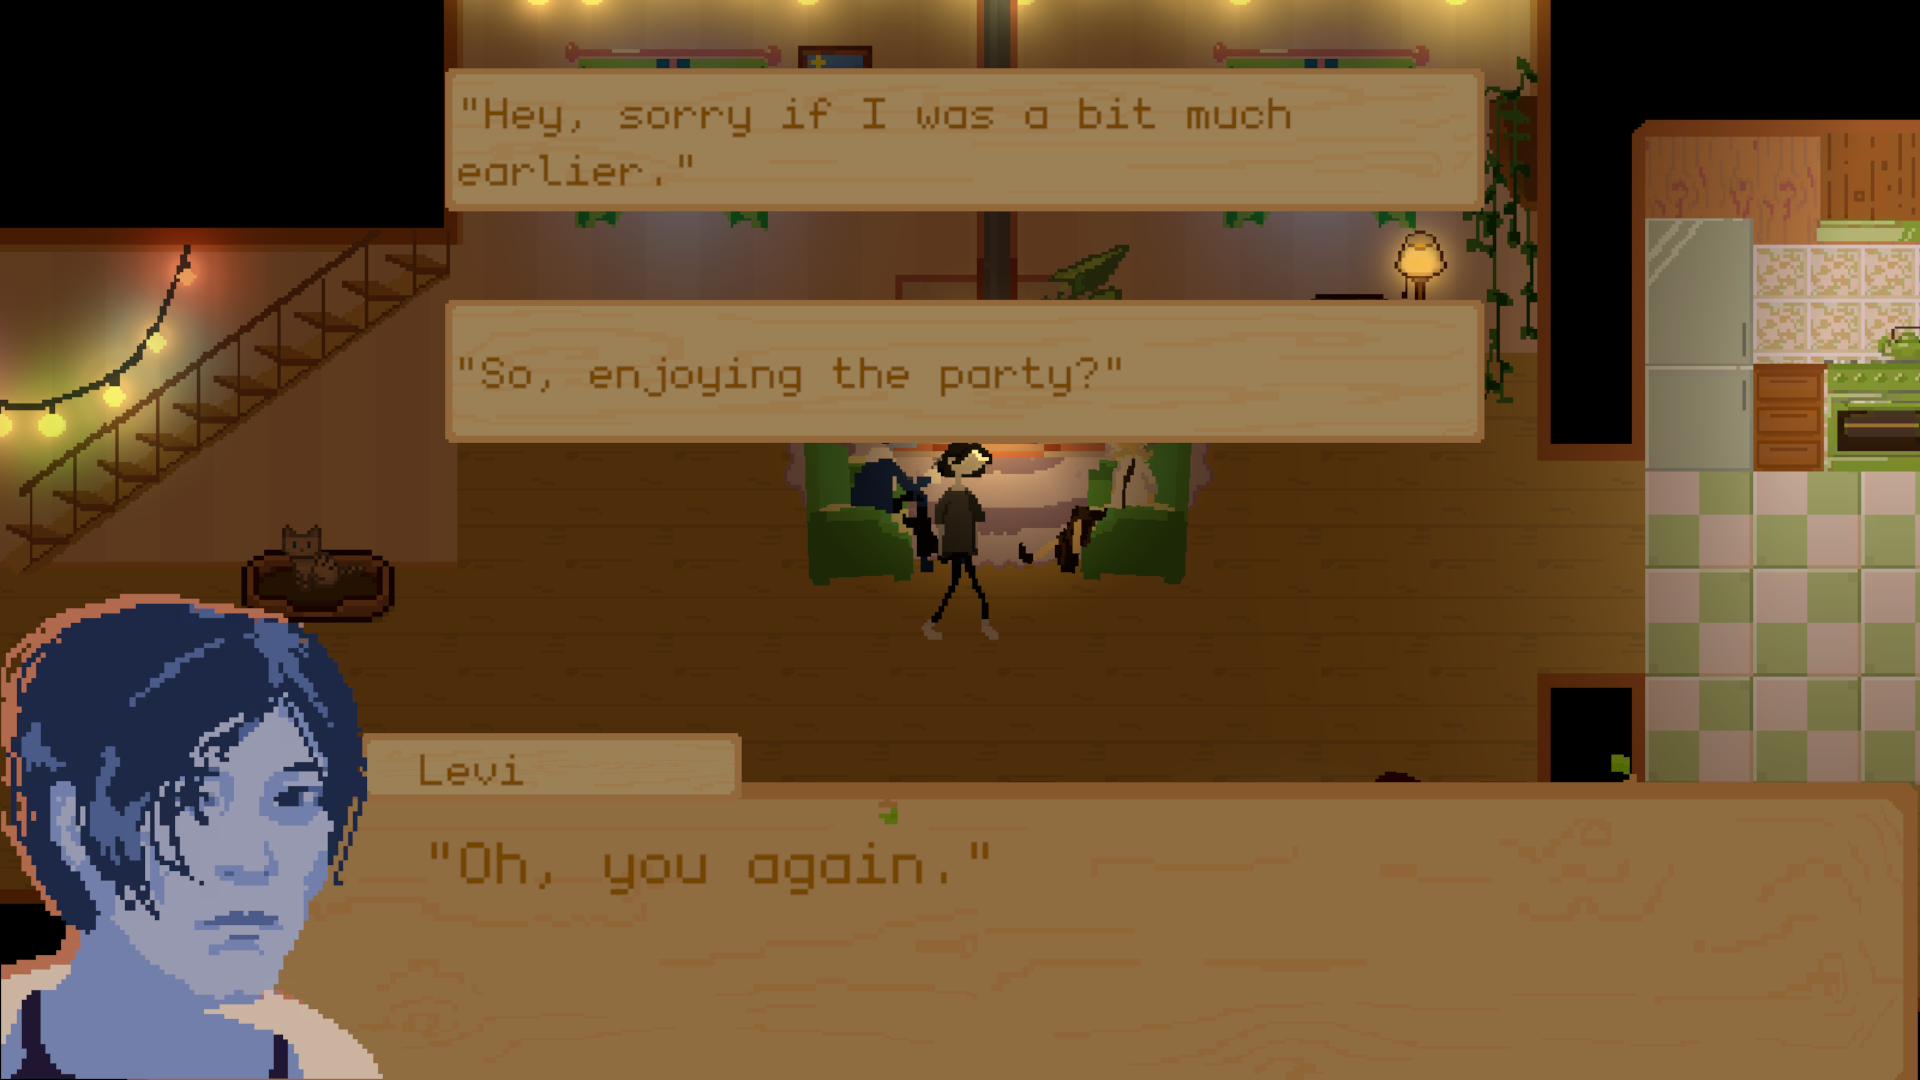 "Hey, sorry if I was a bit much
earlier."
"So, enjoying the party?"
Levi
"Oh, you again."